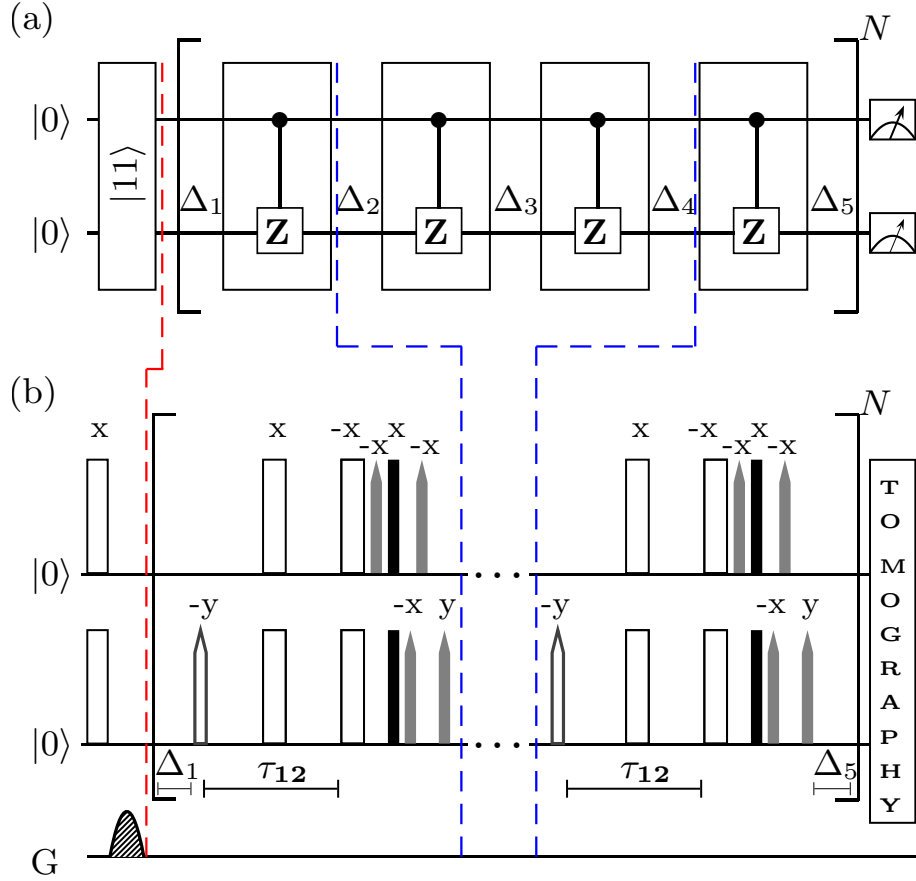 (a)
N
|0⟩
|11⟩
Δ₁ Δ₂ Δ₃ Δ₄ Δ₅
|0⟩
Z Z Z Z
(b)
N
x x -x -x x -x x -x -x x -x
|0⟩
-y -x y -y -x y
|0⟩
Δ₁ τ₁₂ τ₁₂ Δ₅
TOMOGRAPHY
G